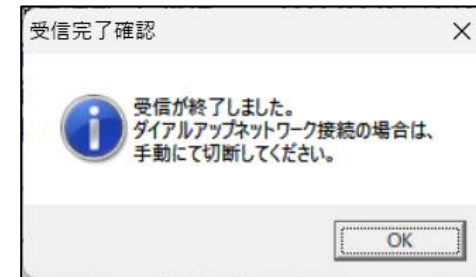 受信完了確認
受信が終了しました。
ダイアルアップネットワーク接続の場合は、
手動にて切断してください。
OK